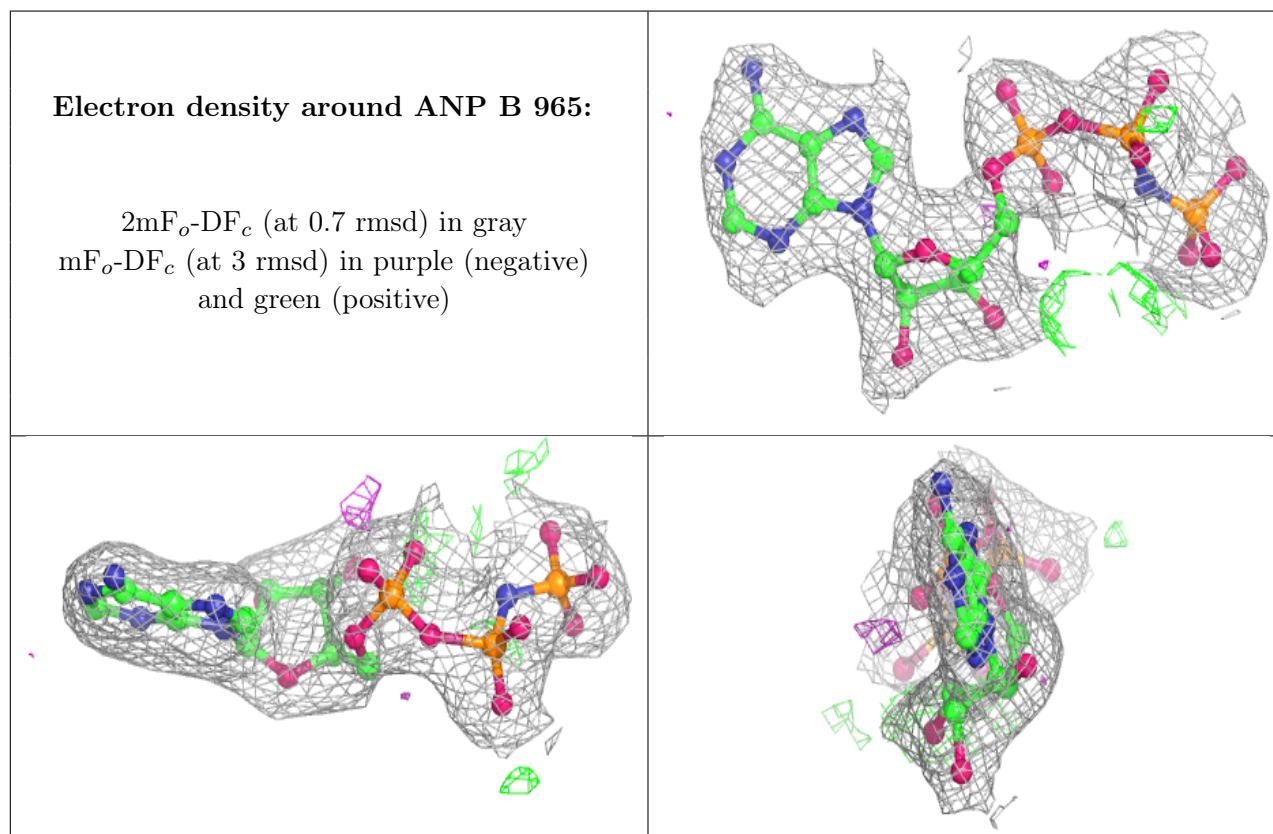 Electron density around ANP B 965:
2mFₒ-DF𝒸 (at 0.7 rmsd) in gray
mFₒ-DF𝒸 (at 3 rmsd) in purple (negative)
and green (positive)